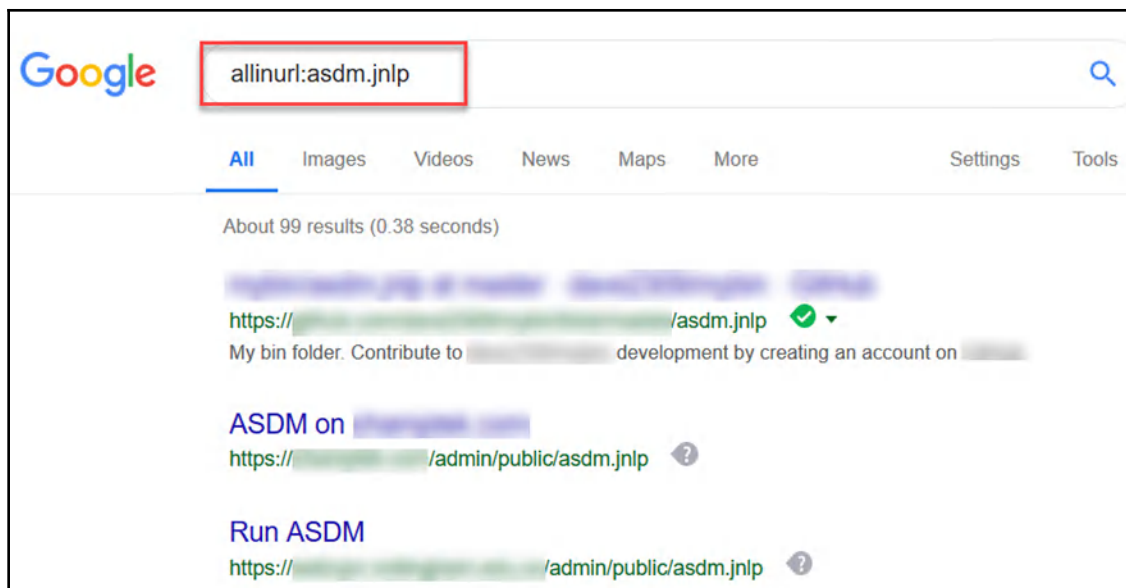 Google
allinurl:asdm.jnlp
All Images Videos News Maps More Settings Tools
About 99 results (0.38 seconds)
https:// /asdm.jnlp
My bin folder. Contribute to development by creating an account on
ASDM on
https:// /admin/public/asdm.jnlp
Run ASDM
https:// /admin/public/asdm.jnlp